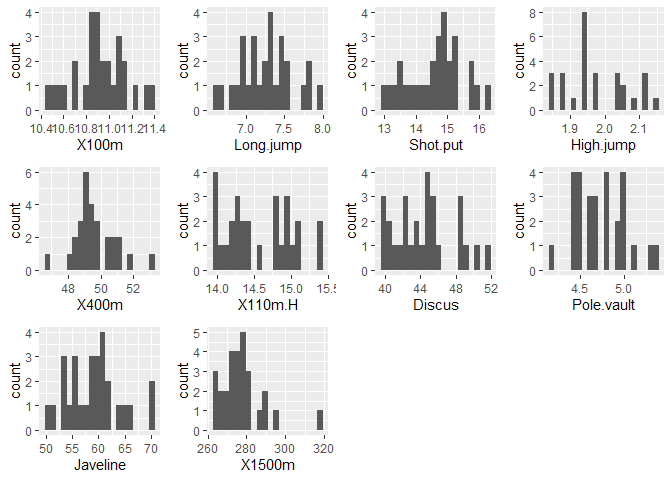 count
4
3
2
1
0
10.4 10.6 10.8 11.0 11.2 11.4
X100m
count
4
3
2
1
0
7.0 7.5 8.0
Long.jump
count
4
3
2
1
0
13 14 15 16
Shot.put
count
8
6
4
2
0
1.9 2.0 2.1
High.jump
count
6
4
2
0
48 50 52
X400m
count
4
3
2
1
0
14.0 14.5 15.0 15.5
X110m.H
count
4
3
2
1
0
40 44 48 52
Discus
count
4
3
2
1
0
4.5 5.0
Pole.vault
count
4
3
2
1
0
50 55 60 65 70
Javeline
count
5
4
3
2
1
0
260 280 300 320
X1500m